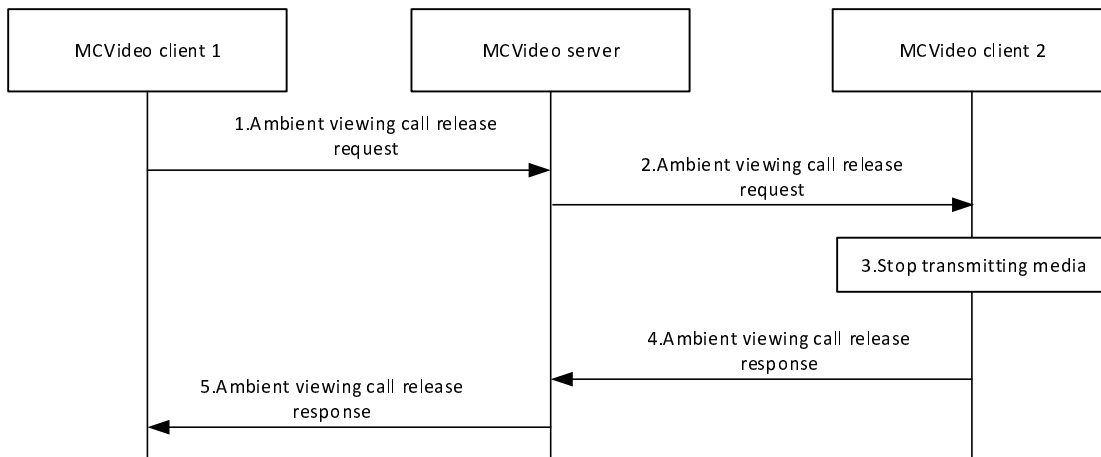 MCVideo client 1
MCVideo server
MCVideo client 2
1.Ambient viewing call release
request
2.Ambient viewing call release
request
3.Stop transmitting media
4.Ambient viewing call release
response
5.Ambient viewing call release
response